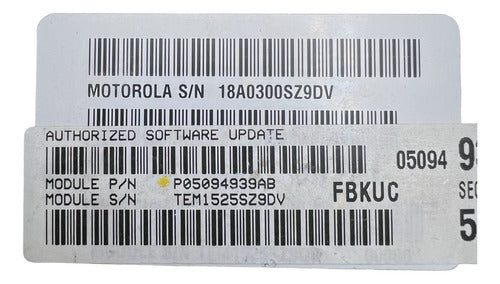 MOTOROLA S/N 18A0300SZ9DV
AUTHORIZED SOFTWARE UPDATE
05094
MODULE P/N P05094939AB
MODULE S/N TEM1525SZ9DV
FBKUC